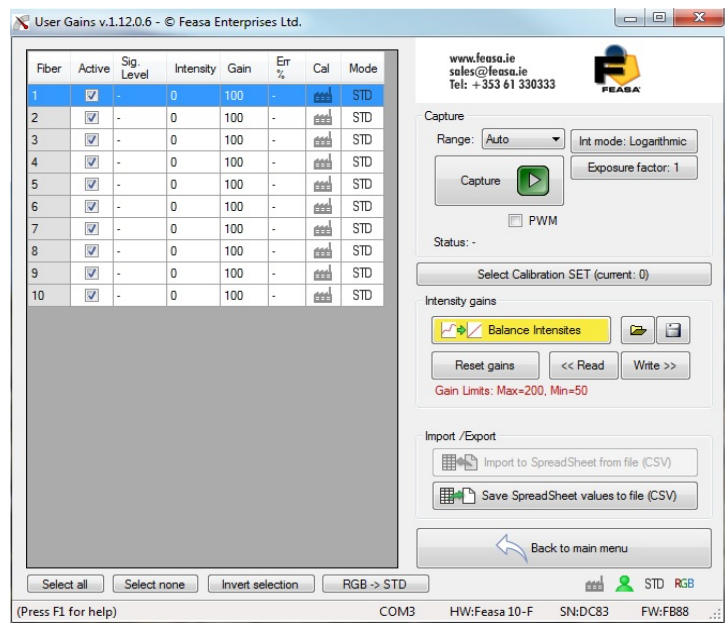 User Gains v.1.12.0.6 - © Feasa Enterprises Ltd.
Fiber Active Sig. Level Intensity Gain Err % Cal Mode
1 - 0 100 - STD
2 - 0 100 - STD
3 - 0 100 - STD
4 - 0 100 - STD
5 - 0 100 - STD
6 - 0 100 - STD
7 - 0 100 - STD
8 - 0 100 - STD
9 - 0 100 - STD
10 - 0 100 - STD
www.feasa.ie
sales@feasa.ie
Tel: +353 61 330333
FEASA
Capture
Range: Auto
Int mode: Logarithmic
Capture
Exposure factor: 1
PWM
Status: -
Select Calibration SET (current: 0)
Intensity gains
Balance Intensites
Reset gains << Read Write >>
Gain Limits: Max=200, Min=50
Import /Export
Import to SpreadSheet from file (CSV)
Save SpreadSheet values to file (CSV)
Back to main menu
Select all Select none Invert selection RGB -> STD
STD RGB
(Press F1 for help) COM3 HW:Feasa 10-F SN:DC83 FW:FB88